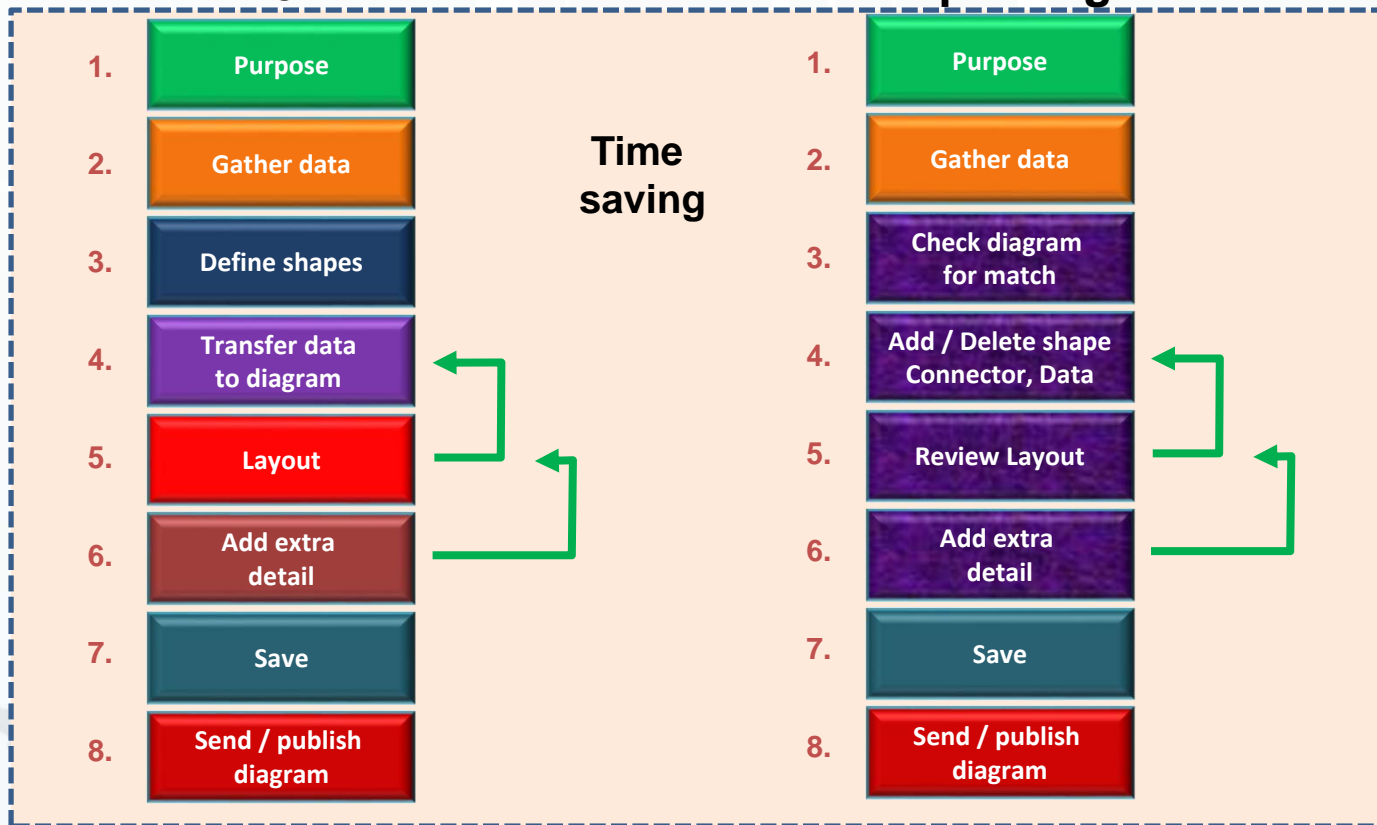 1.
Purpose
2.
Gather data
3.
Define shapes
4.
Transfer data
to diagram
5.
Layout
6.
Add extra
detail
7.
Save
8.
Send / publish
diagram
Time
saving
1.
Purpose
2.
Gather data
3.
Check diagram
for match
4.
Add / Delete shape
Connector, Data
5.
Review Layout
6.
Add extra
detail
7.
Save
8.
Send / publish
diagram